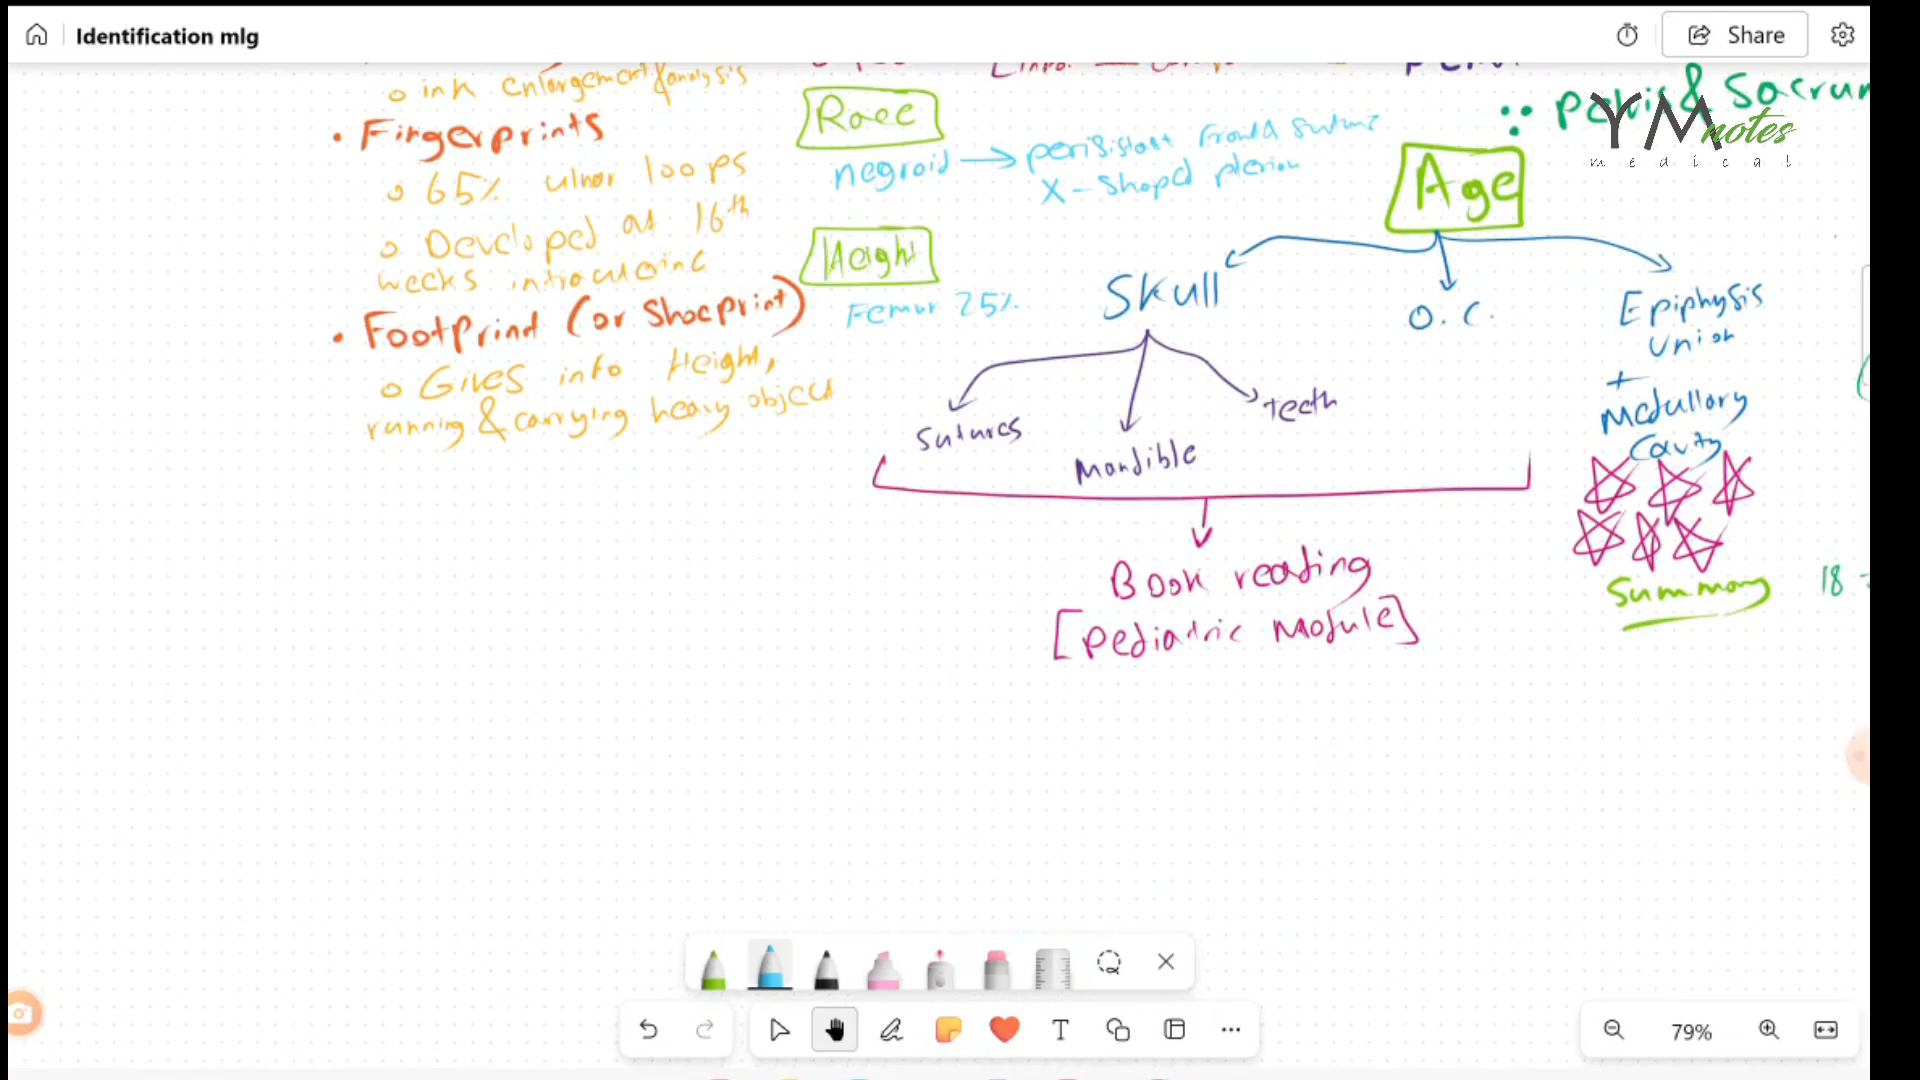 Identification mlg
Share
ink enlargement & analysis
• Fingerprints
65% ulnar loops
Developed at 16th
weeks intrauterine
• Footprint (or Shoeprint)
Gives info Height,
running & carrying heavy object
Race
negroid → persistant frontal suture
X-shaped pterion
Height
Femur 25%
Pelvis & Sacrum
YM notes
medical
Age
Skull
O.C.
Epiphysis
union
+
Medullary
Cavity
Sutures
Mandible
teeth
Book reading
[Pediatric Module]
Summary
18
79%